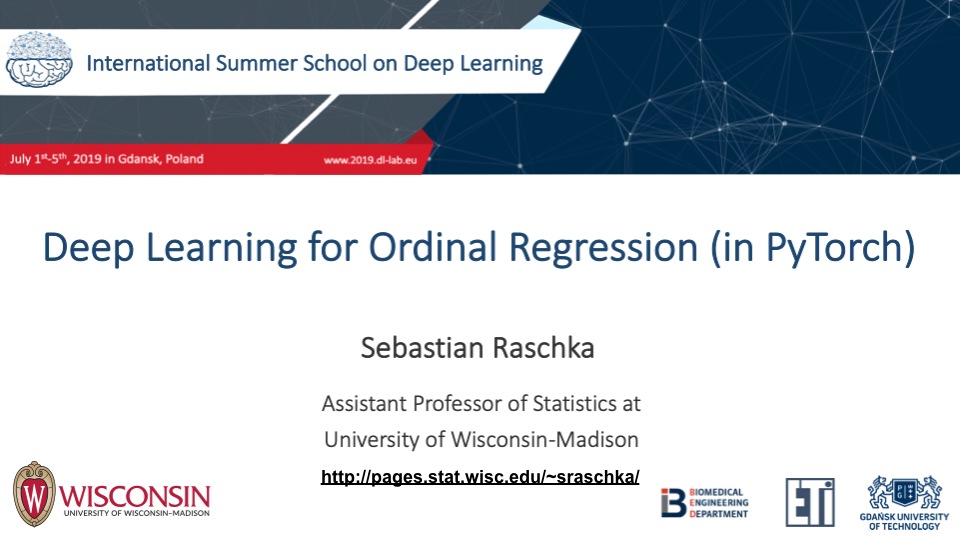 International Summer School on Deep Learning
July 1st-5th, 2019 in Gdansk, Poland
www.2019.dl-lab.eu
Deep Learning for Ordinal Regression (in PyTorch)
Sebastian Raschka
Assistant Professor of Statistics at
University of Wisconsin-Madison
http://pages.stat.wisc.edu/~sraschka/
W WISCONSIN
UNIVERSITY OF WISCONSIN–MADISON
BIOMEDICAL
ENGINEERING
DEPARTMENT
ETI
GDAŃSK UNIVERSITY
OF TECHNOLOGY